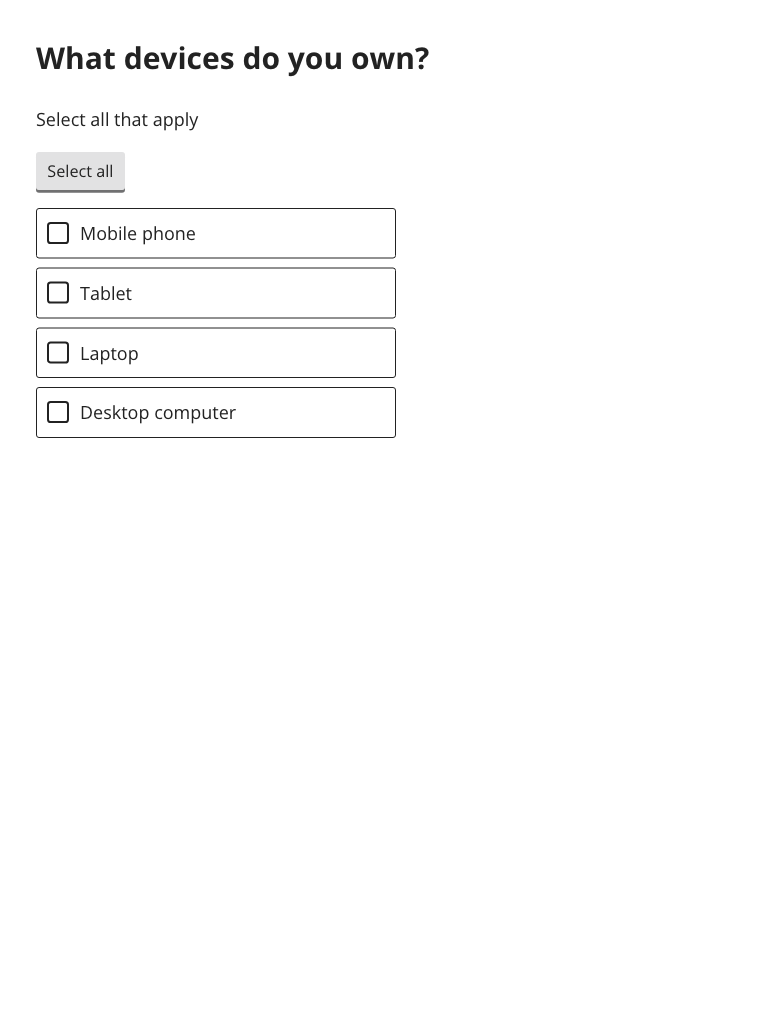 What devices do you own?
Select all that apply
Select all
Mobile phone
Tablet
Laptop
Desktop computer